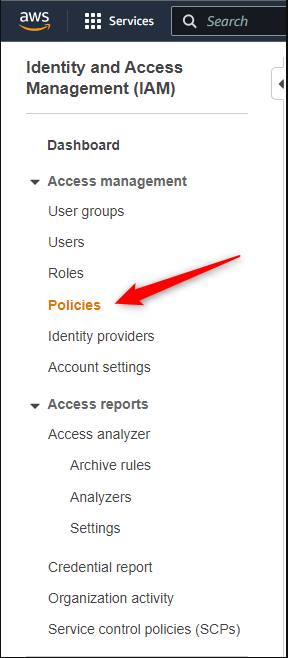 aws
Services
Search
Identity and Access
Management (IAM)
Dashboard
Access management
User groups
Users
Roles
Policies
Identity providers
Account settings
Access reports
Access analyzer
Archive rules
Analyzers
Settings
Credential report
Organization activity
Service control policies (SCPs)